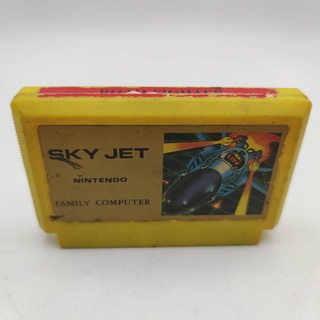 SKY JET
NINTENDO
FAMILY COMPUTER